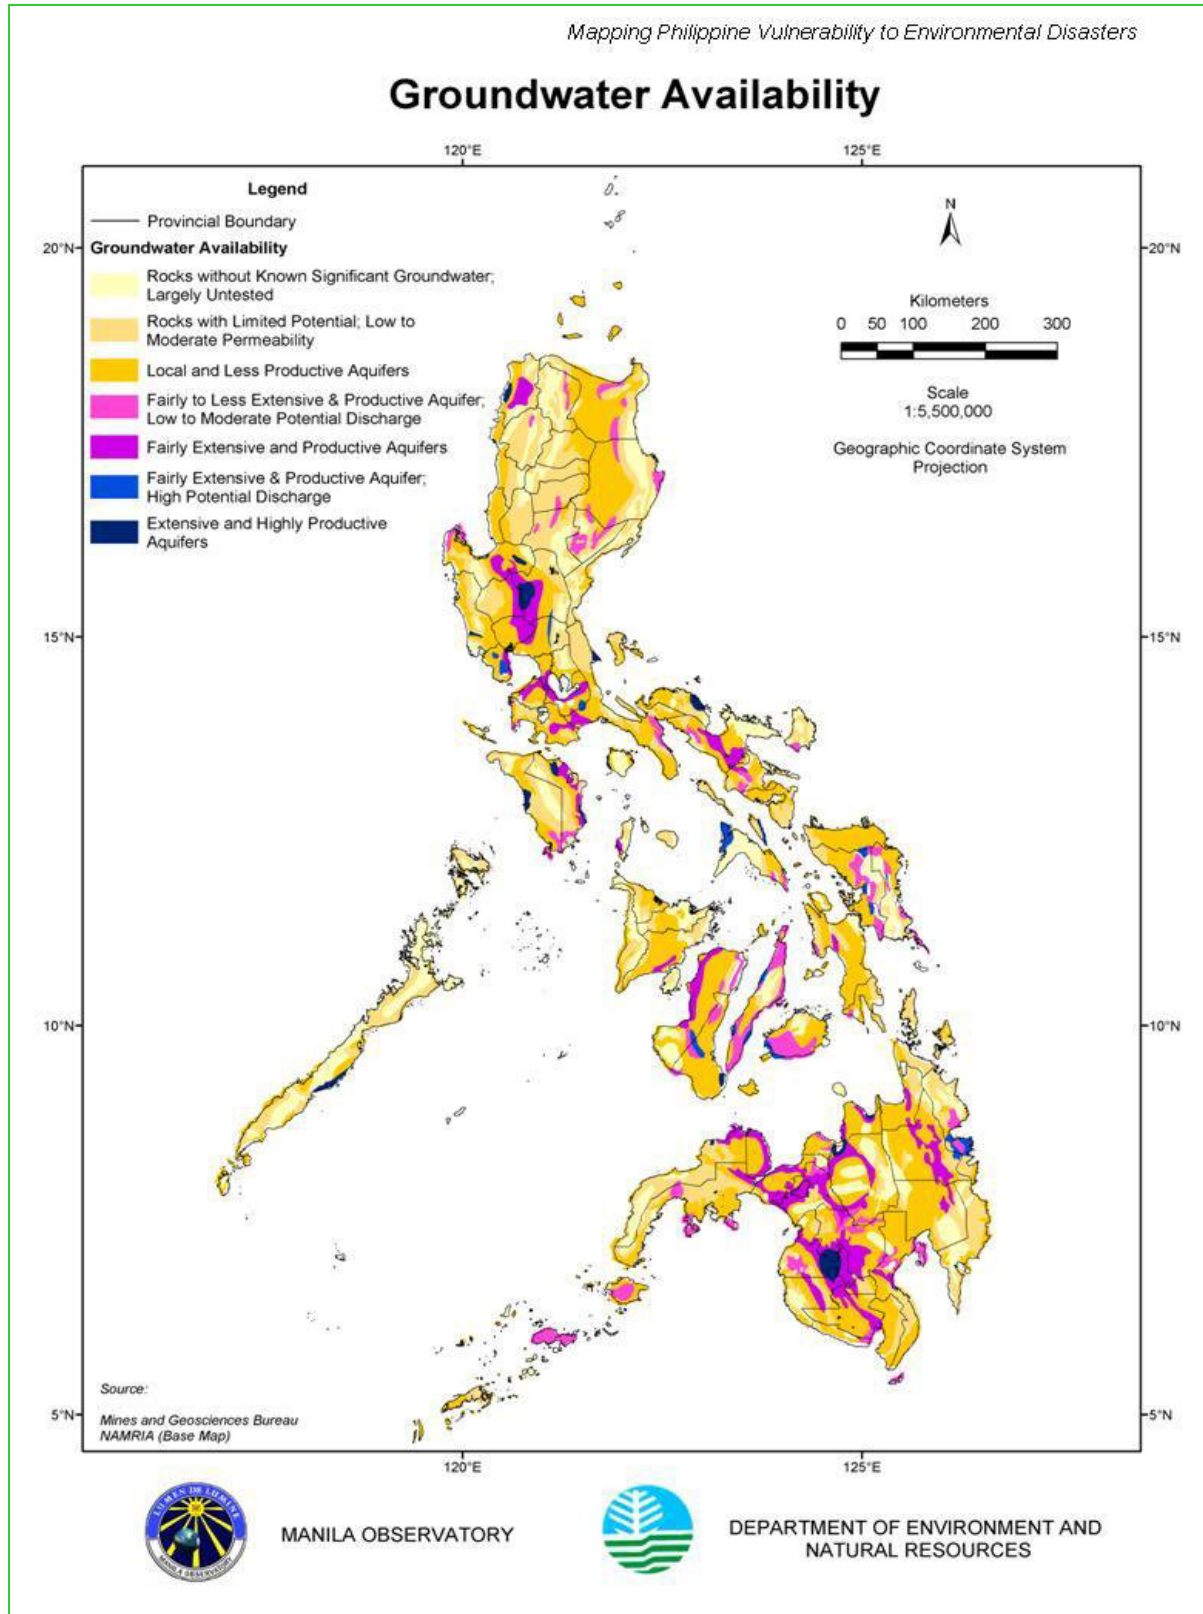 Mapping Philippine Vulnerability to Environmental Disasters
Groundwater Availability
120°E
125°E
Legend
Provincial Boundary
Groundwater Availability
Rocks without Known Significant Groundwater;
Largely Untested
Rocks with Limited Potential; Low to
Moderate Permeability
Local and Less Productive Aquifers
Fairly to Less Extensive & Productive Aquifer;
Low to Moderate Potential Discharge
Fairly Extensive and Productive Aquifers
Fairly Extensive & Productive Aquifer;
High Potential Discharge
Extensive and Highly Productive
Aquifers
N
Kilometers
0 50 100 200 300
Scale
1:5,500,000
Geographic Coordinate System
Projection
20°N
20°N
15°N
15°N
10°N
10°N
5°N
5°N
Source:
Mines and Geosciences Bureau
NAMRIA (Base Map)
120°E
125°E
LUMEN DE LUMINE
MANILA OBSERVATORY
MANILA OBSERVATORY
DEPARTMENT OF ENVIRONMENT AND
NATURAL RESOURCES